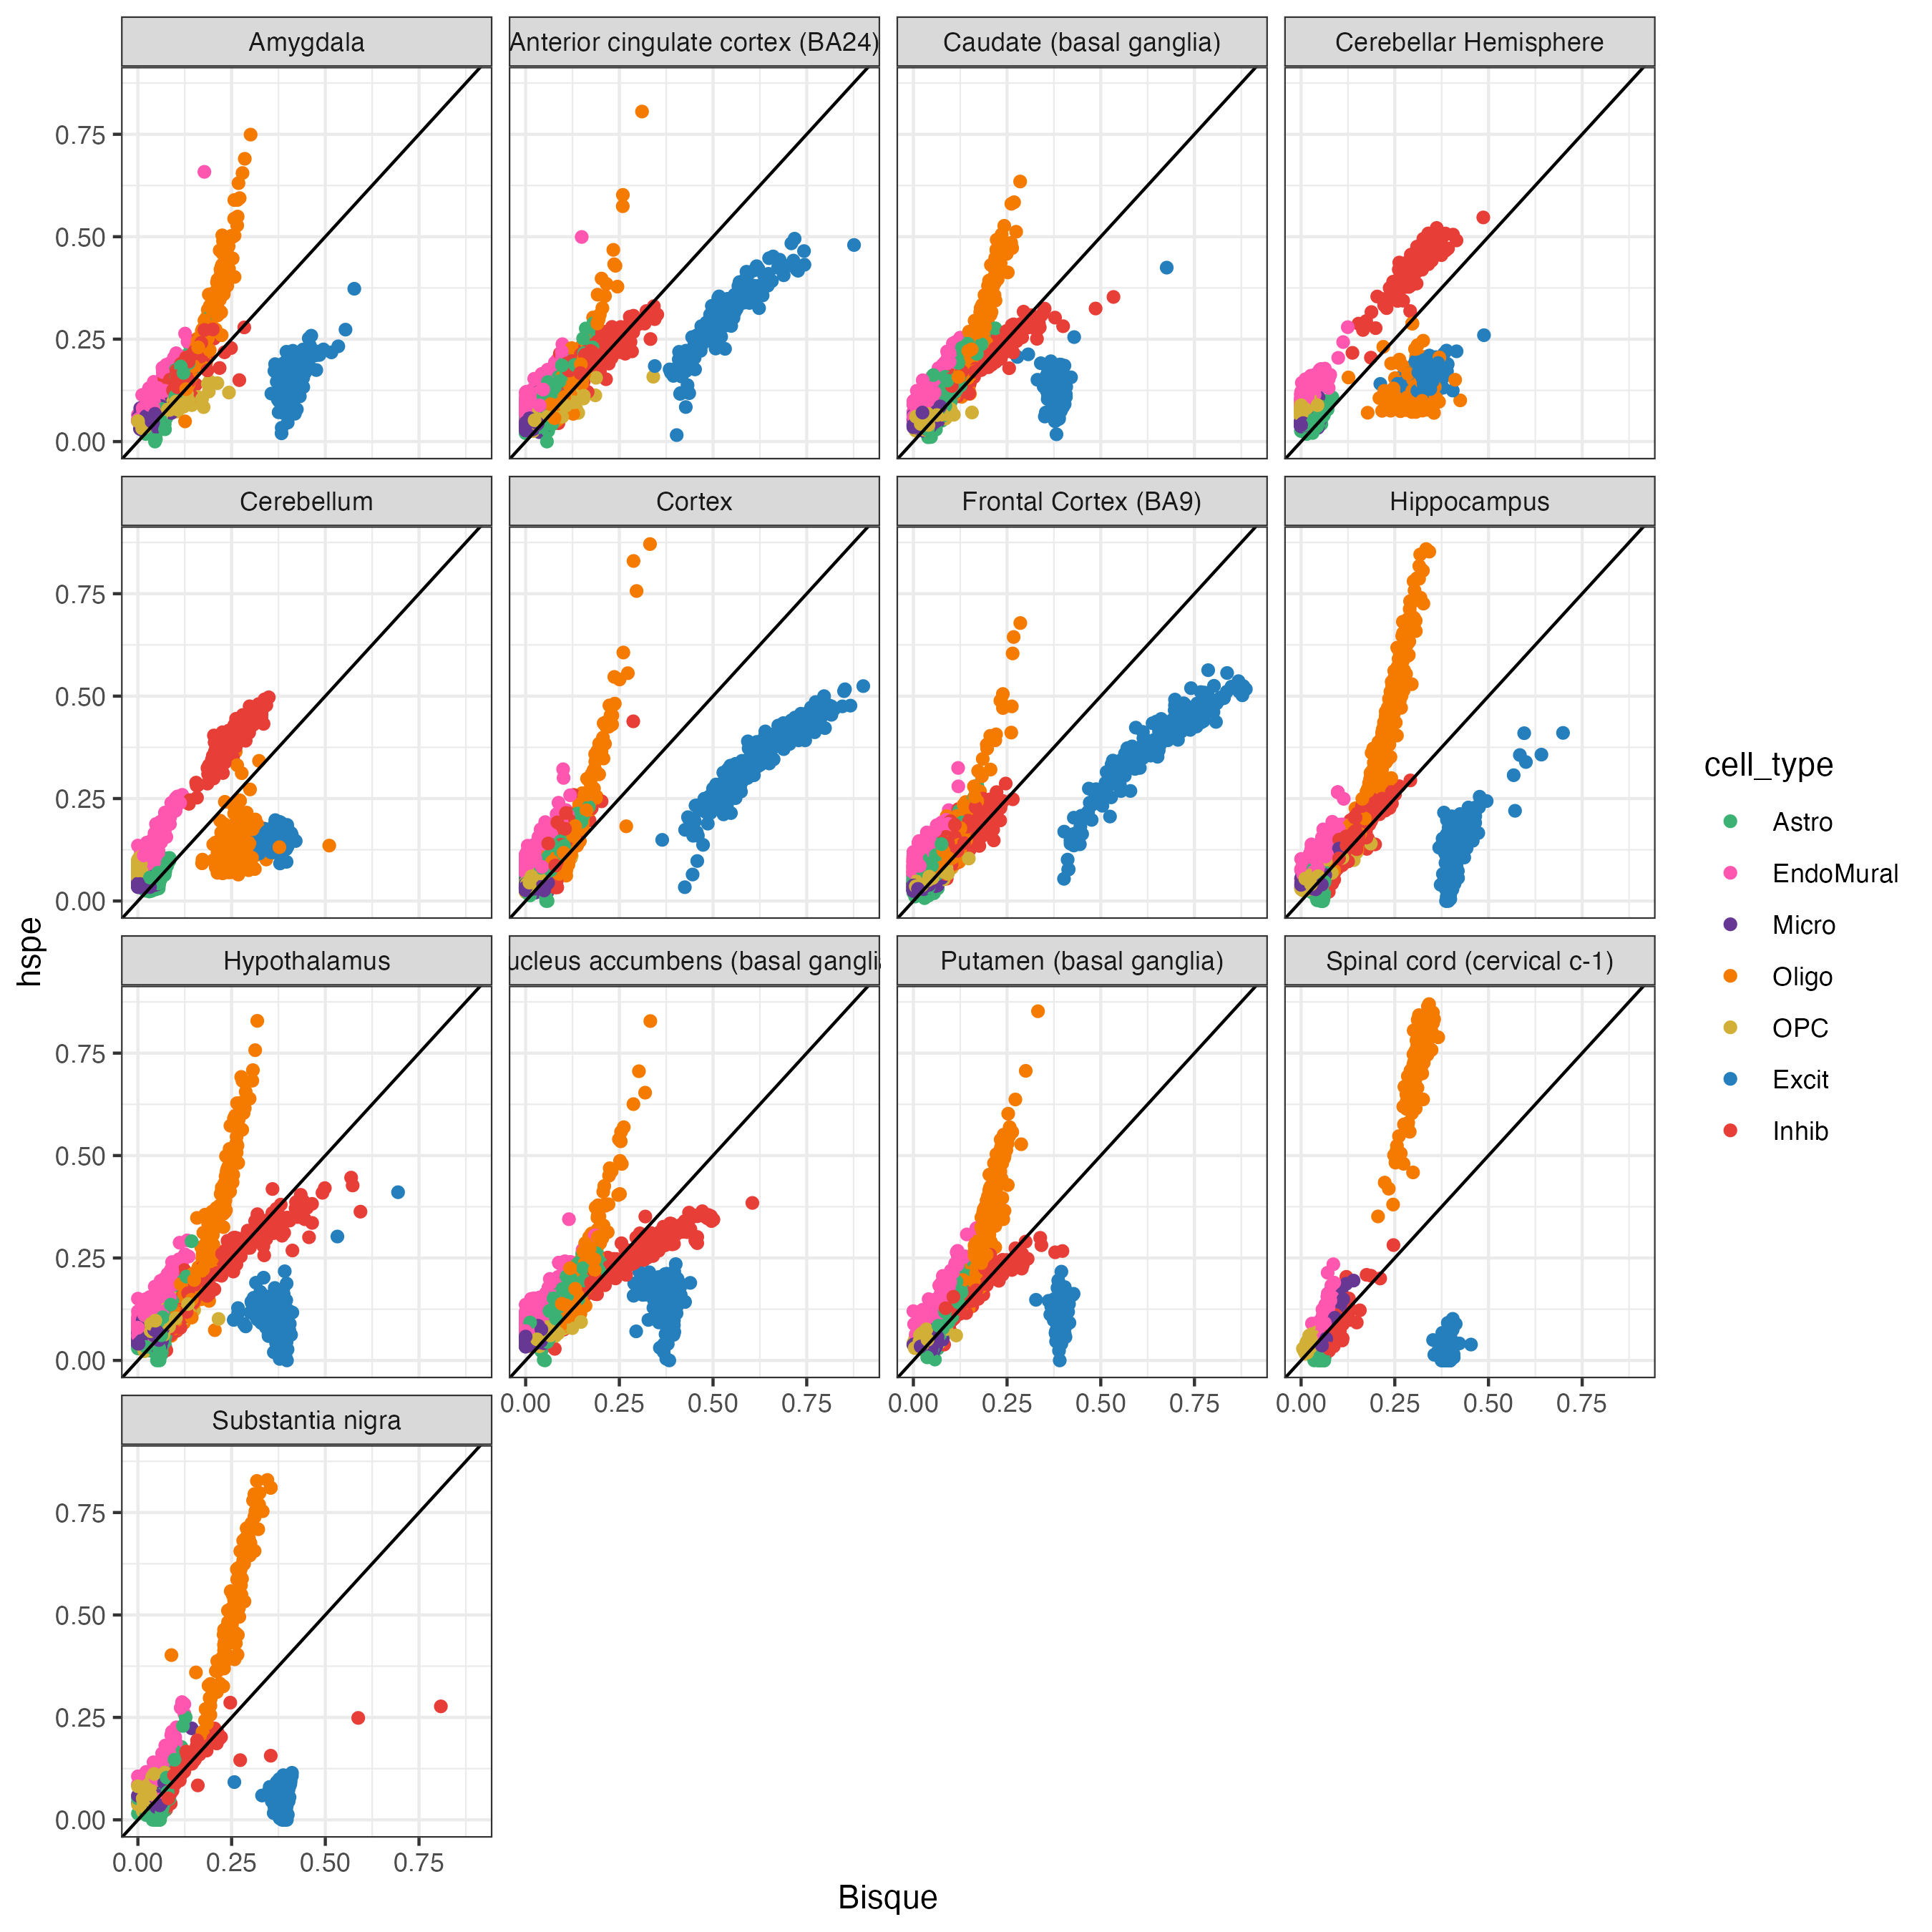 Amygdala
Anterior cingulate cortex (BA24)
Caudate (basal ganglia)
Cerebellar Hemisphere
0.75
0.50
0.25
0.00
Cerebellum
Cortex
Frontal Cortex (BA9)
Hippocampus
0.75
0.50
0.25
0.00
Hypothalamus
ucleus accumbens (basal gangli
Putamen (basal ganglia)
Spinal cord (cervical c-1)
0.75
0.50
0.25
0.00
0.00 0.25 0.50 0.75
0.00 0.25 0.50 0.75
0.00 0.25 0.50 0.75
Substantia nigra
0.75
0.50
0.25
0.00
0.00 0.25 0.50 0.75
hspe
Bisque
cell_type
Astro
EndoMural
Micro
Oligo
OPC
Excit
Inhib